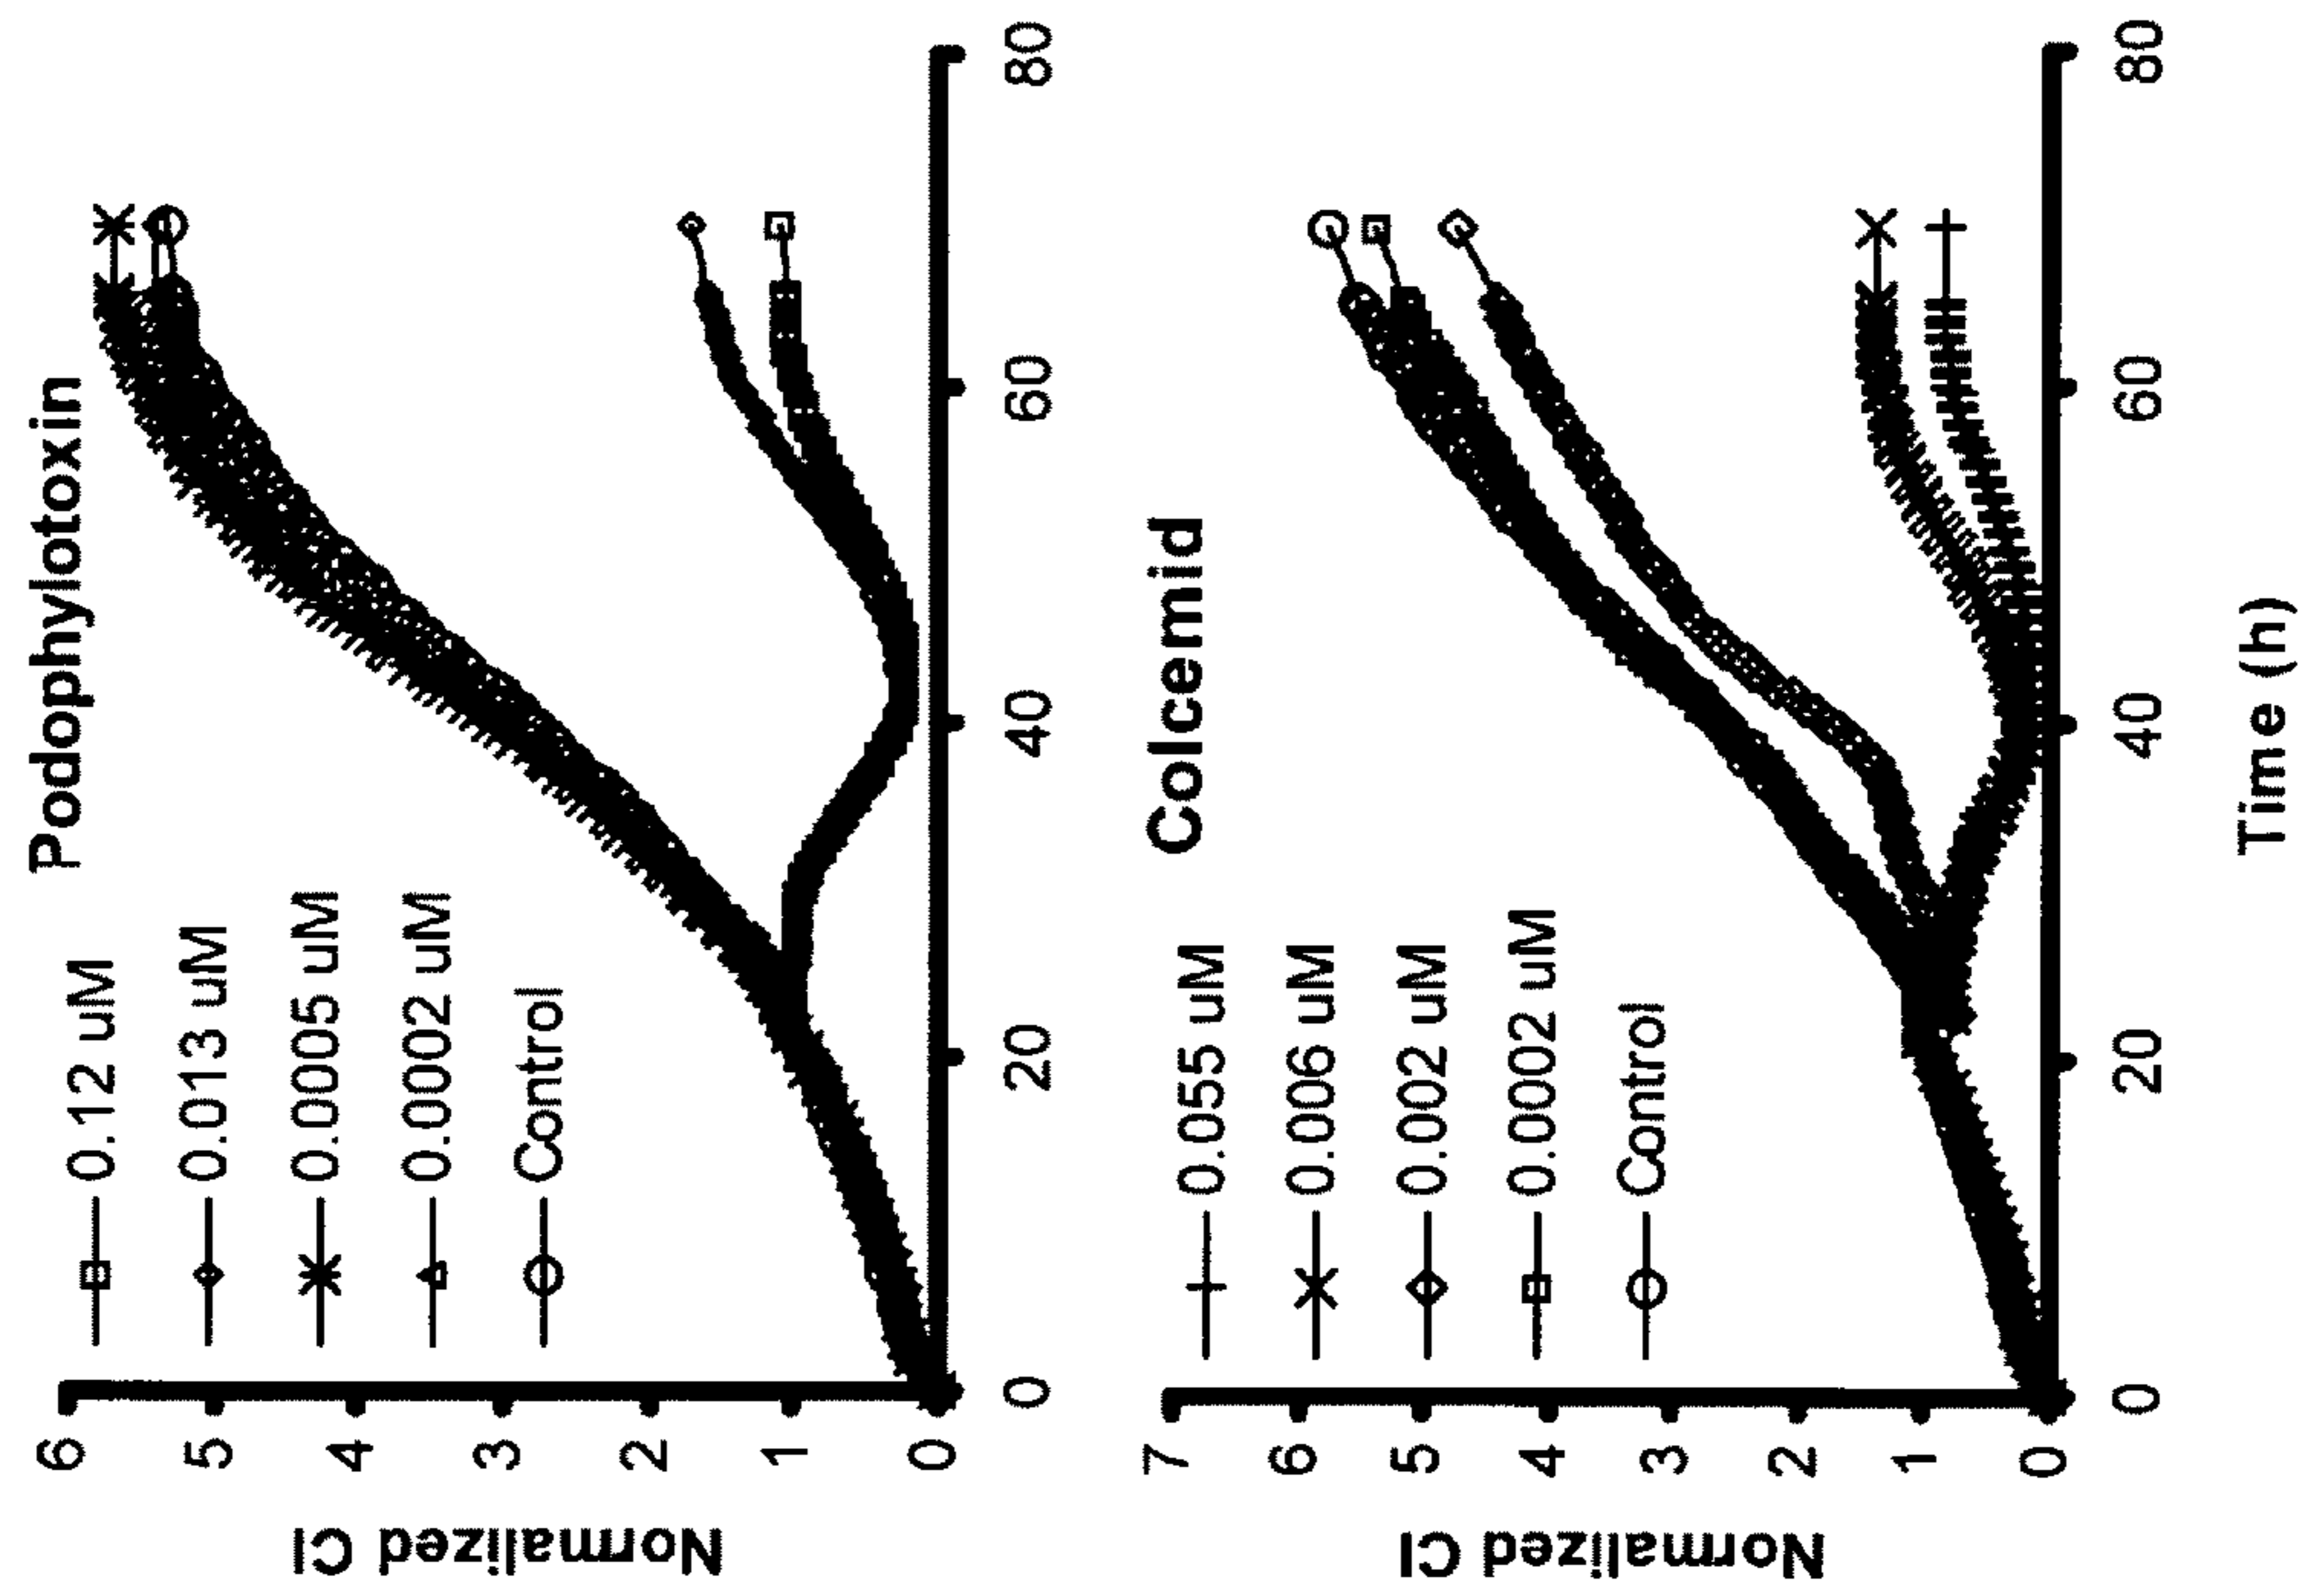 Podophylotoxin
0.12 uM
0.013 uM
0.0005 uM
0.0002 uM
Control
Normalized CI
6
5
4
3
2
1
0
0
20
40
60
80
Colcemid
0.055 uM
0.006 uM
0.002 uM
0.0002 uM
Control
Normalized CI
7
6
5
4
3
2
1
0
0
20
40
60
80
Time (h)